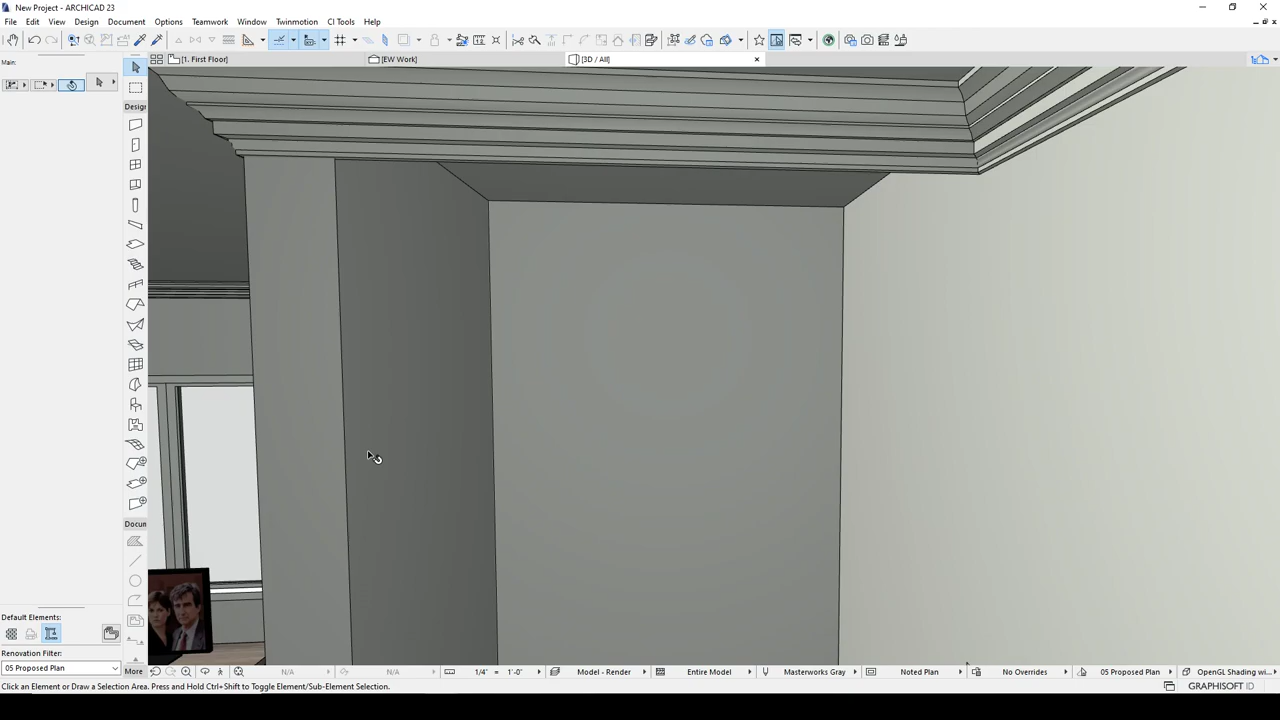 New Project - ARCHICAD 23
File Edit View Design Document Options Teamwork Window Twinmotion CI Tools Help
[1. First Floor] [EW Work] [3D / All]
Main:
Desigr
Docun
More
Default Elements:
Renovation Filter:
05 Proposed Plan
N/A N/A 1/4" = 1'-0" Model - Render Entire Model Masterworks Gray Noted Plan No Overrides 05 Proposed Plan OpenGL Shading wi...
Click an Element or Draw a Selection Area. Press and Hold Ctrl+Shift to Toggle Element/Sub-Element Selection.
GRAPHISOFT ID